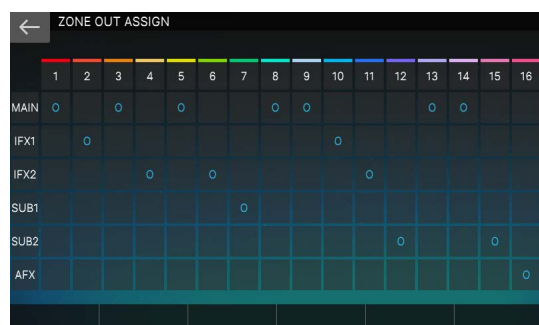 ZONE OUT ASSIGN
1 2 3 4 5 6 7 8 9 10 11 12 13 14 15 16
MAIN O O O O O O O
IFX1 O O
IFX2 O O O
SUB1 O
SUB2 O O
AFX O